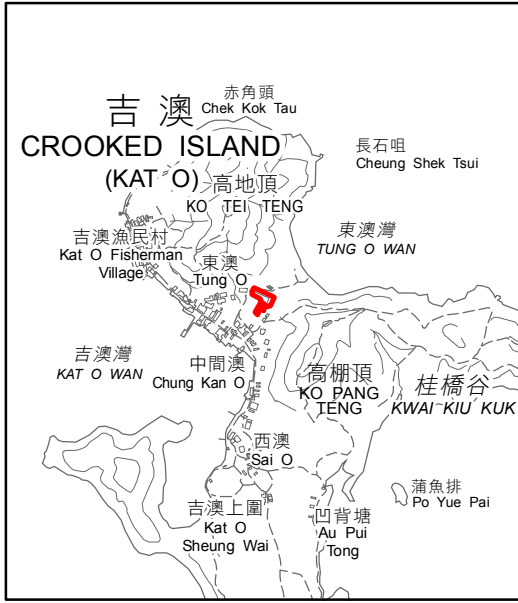 赤角頭
Chek Kok Tau
吉澳
CROOKED ISLAND
(KAT O)
長石咀
Cheung Shek Tsui
高地頂
KO TEI TENG
吉澳漁民村
Kat O Fisherman
Village
東澳灣
TUNG O WAN
東澳
Tung O
吉澳灣
KAT O WAN
中間澳
Chung Kan O
高棚頂
KO PANG
TENG
桂橋谷
KWAI KIU KUK
西澳
Sai O
吉澳上圍
Kat O
Sheung Wai
凹背塘
Au Pui
Tong
蒲魚排
Po Yue Pai